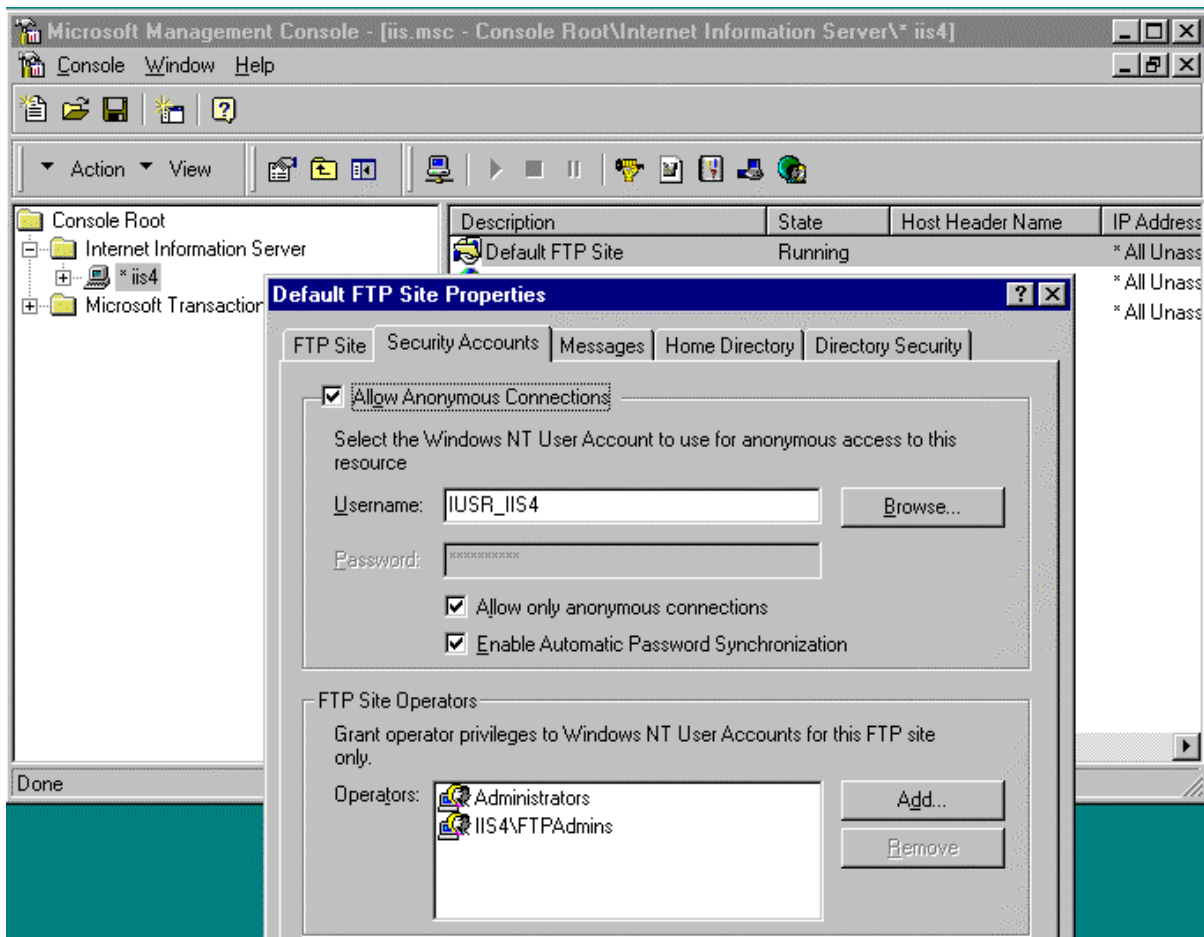 Microsoft Management Console - [iis.msc - Console Root\Internet Information Server\* iis4]
Console Window Help
Action View
Console Root
Internet Information Server
* iis4
Microsoft Transaction
Description State Host Header Name IP Address
Default FTP Site Running * All Unass
* All Unass
* All Unass
Default FTP Site Properties
FTP Site Security Accounts Messages Home Directory Directory Security
Allow Anonymous Connections
Select the Windows NT User Account to use for anonymous access to this
resource
Username: IUSR_IIS4 Browse...
Password: **********
Allow only anonymous connections
Enable Automatic Password Synchronization
FTP Site Operators
Grant operator privileges to Windows NT User Accounts for this FTP site
only.
Operators: Administrators Add...
IIS4\FTPAdmins
Remove
Done